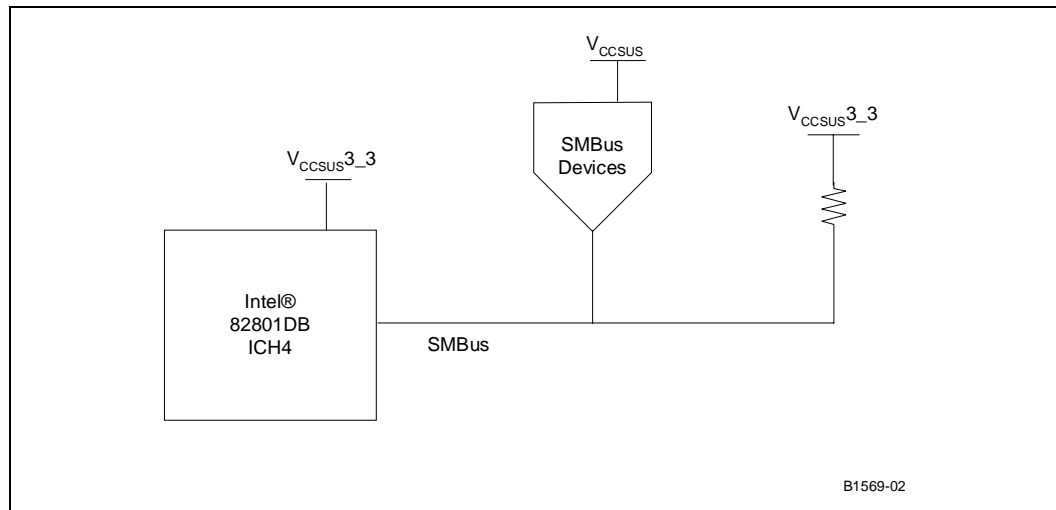 V_CCSUS
V_CCSUS3_3
SMBus
Devices
V_CCSUS3_3
Intel®
82801DB
ICH4
SMBus
B1569-02